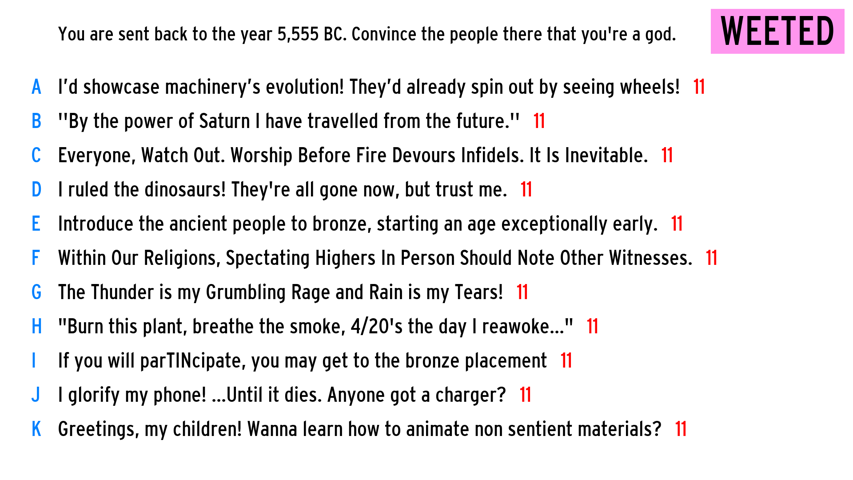 You are sent back to the year 5,555 BC. Convince the people there that you're a god.
WEETED
A I'd showcase machinery's evolution! They'd already spin out by seeing wheels! 11
B ''By the power of Saturn I have travelled from the future.'' 11
C Everyone, Watch Out. Worship Before Fire Devours Infidels. It Is Inevitable. 11
D I ruled the dinosaurs! They're all gone now, but trust me. 11
E Introduce the ancient people to bronze, starting an age exceptionally early. 11
F Within Our Religions, Spectating Highers In Person Should Note Other Witnesses. 11
G The Thunder is my Grumbling Rage and Rain is my Tears! 11
H "Burn this plant, breathe the smoke, 4/20's the day I reawoke..." 11
I If you will parTINcipate, you may get to the bronze placement 11
J I glorify my phone! ...Until it dies. Anyone got a charger? 11
K Greetings, my children! Wanna learn how to animate non sentient materials? 11